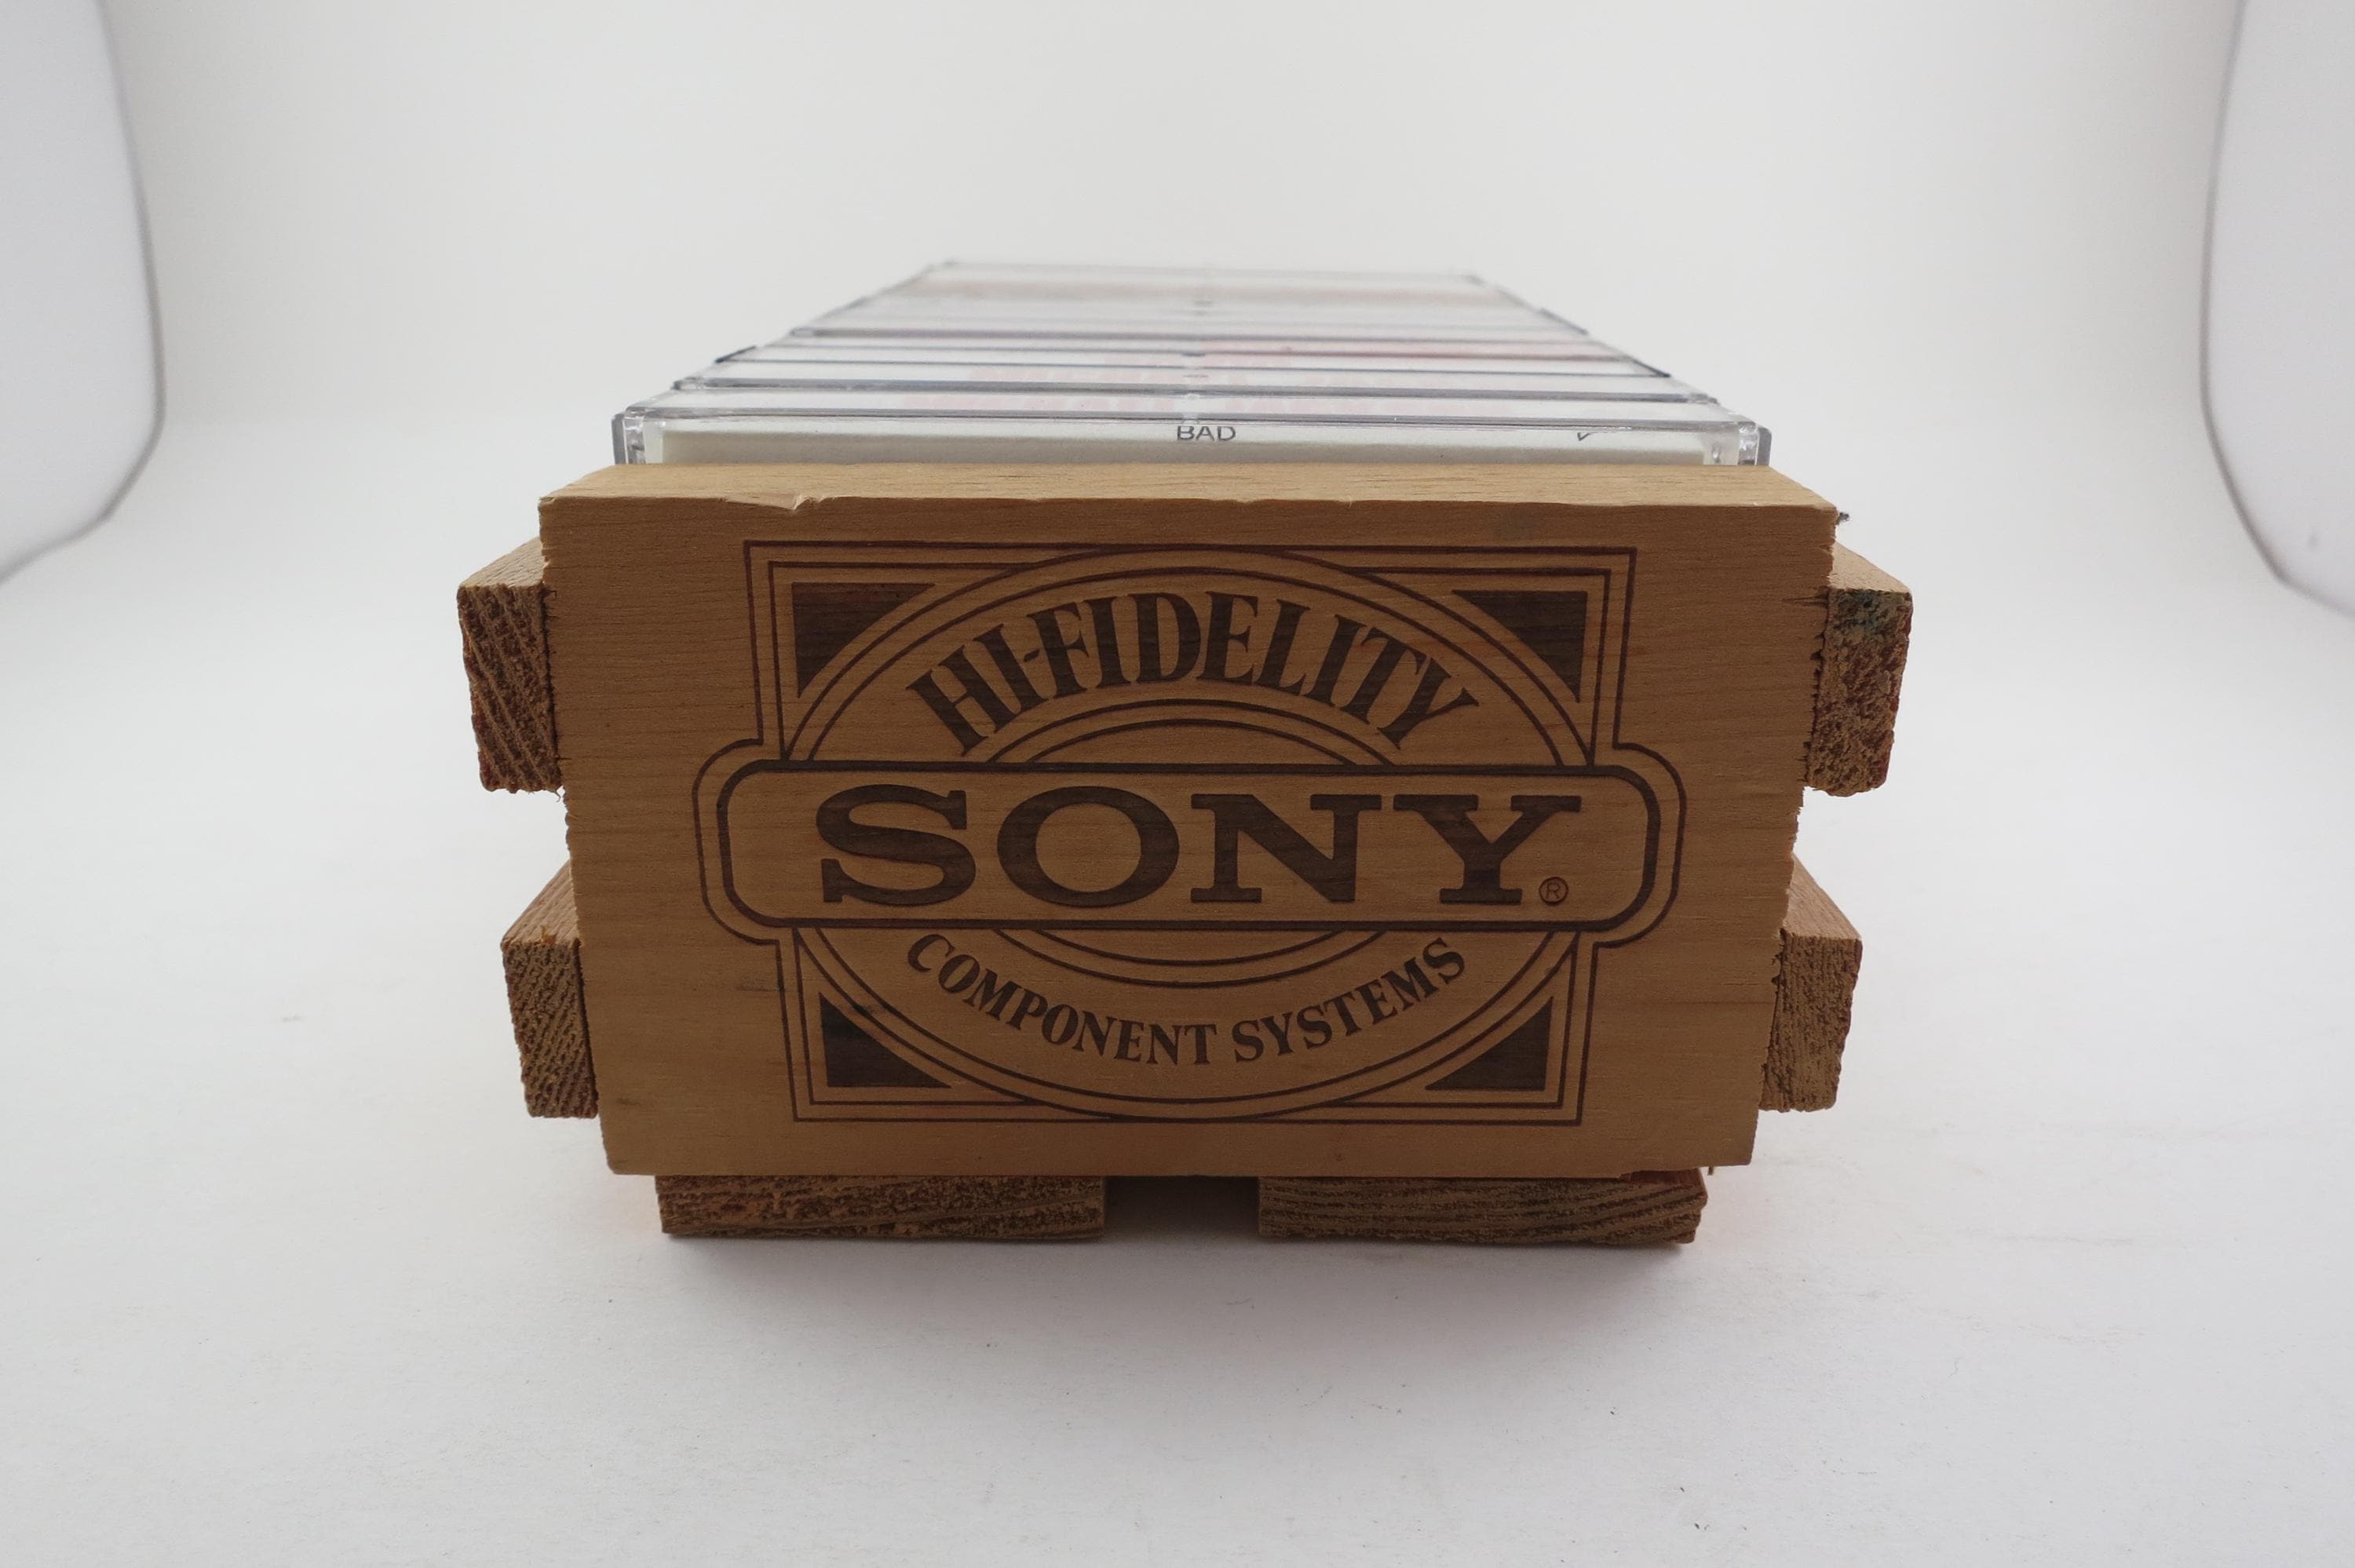 BAD
HI-FIDELITY
SONY®
COMPONENT SYSTEMS